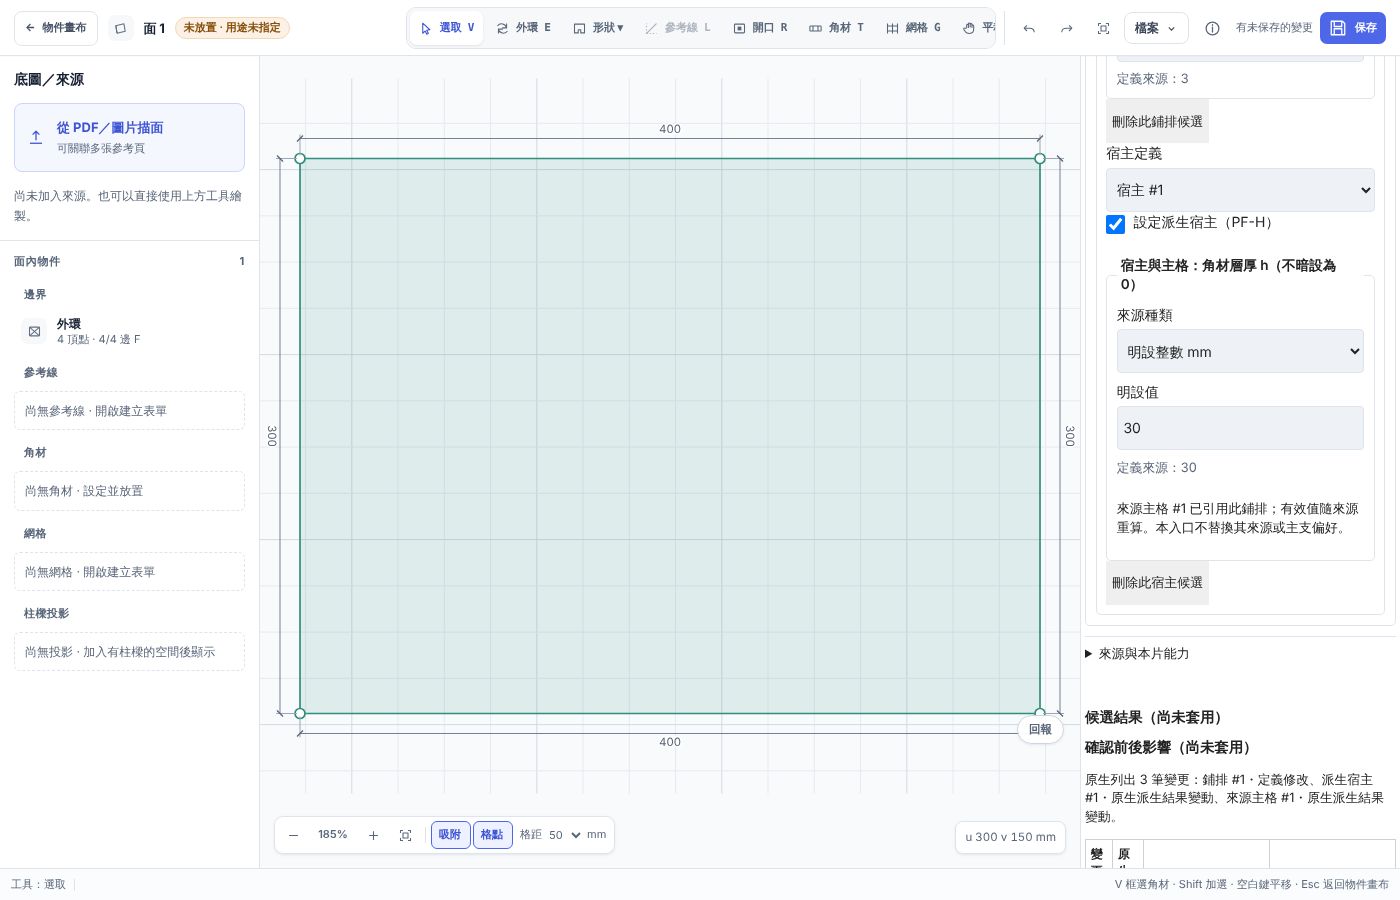 物件畫布
面 1
未放置 · 用途未指定
選取 V
外環 E
形狀▾
參考線 L
開口 R
角材 T
網格 G
檔案
有未保存的變更
保存
底圖／來源
從 PDF／圖片描面
可關聯多張參考頁
尚未加入來源。也可以直接使用上方工具繪
製。
面內物件
1
邊界
外環
4 頂點 · 4/4 邊 F
參考線
尚無參考線 · 開啟建立表單
角材
尚無角材 · 設定並放置
網格
尚無網格 · 開啟建立表單
柱樑投影
尚無投影 · 加入有柱樑的空間後顯示
400
300
300
400
回報
185%
吸附
格點
格距
50
mm
u 300 v 150 mm
定義來源：3
刪除此鋪排候選
宿主定義
宿主 #1
設定派生宿主（PF-H）
宿主與主格：角材層厚 h（不暗設為
0）
來源種類
明設整數 mm
明設值
30
定義來源：30
來源主格 #1 已引用此鋪排；有效值隨來源
重算。本入口不替換其來源或主支偏好。
刪除此宿主候選
▶ 來源與本片能力
候選結果（尚未套用）
確認前後影響（尚未套用）
原生列出 3 筆變更：鋪排 #1・定義修改、派生宿主
#1・原生派生結果變動、來源主格 #1・原生派生結果
變動。
變
原
工具：選取
V 框選角材 · Shift 加選 · 空白鍵平移 · Esc 返回物件畫布